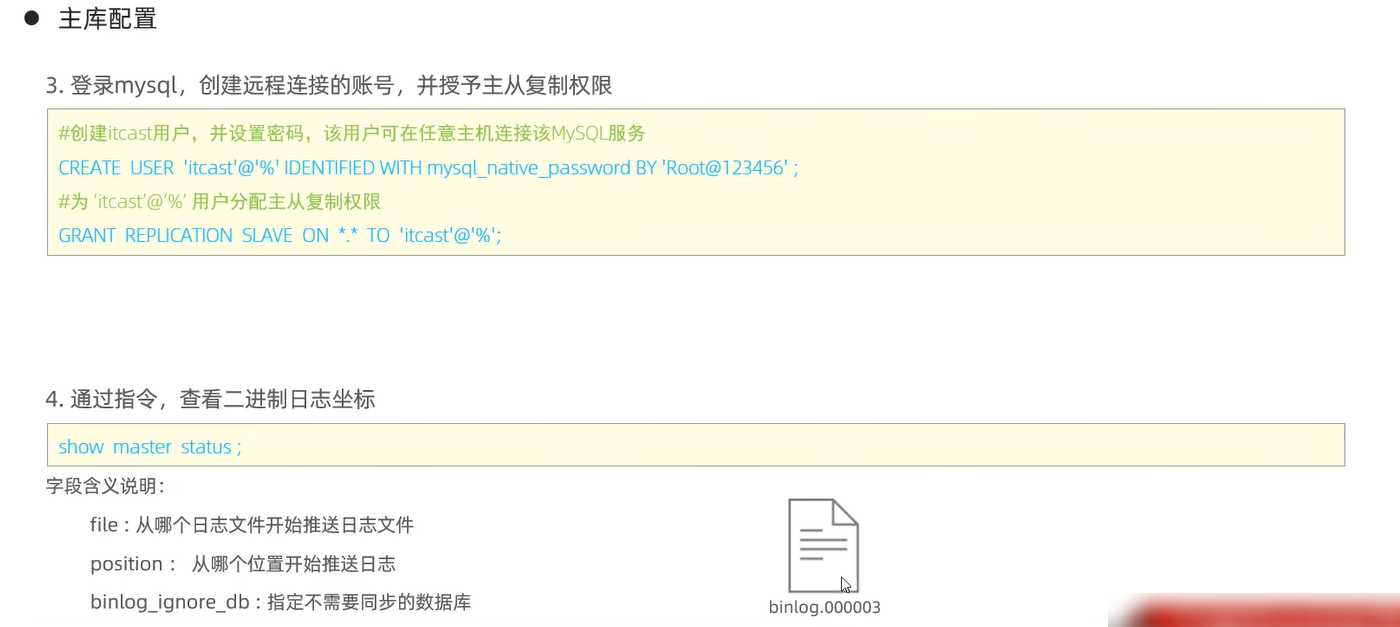 ● 主库配置
3. 登录mysql，创建远程连接的账号，并授予主从复制权限
#创建itcast用户，并设置密码，该用户可在任意主机连接该MySQL服务
CREATE USER 'itcast'@'%' IDENTIFIED WITH mysql_native_password BY 'Root@123456' ;
#为 'itcast'@'%' 用户分配主从复制权限
GRANT REPLICATION SLAVE ON *.* TO 'itcast'@'%';
4. 通过指令，查看二进制日志坐标
show master status ;
字段含义说明：
file : 从哪个日志文件开始推送日志文件
position ： 从哪个位置开始推送日志
binlog_ignore_db : 指定不需要同步的数据库
binlog.000003